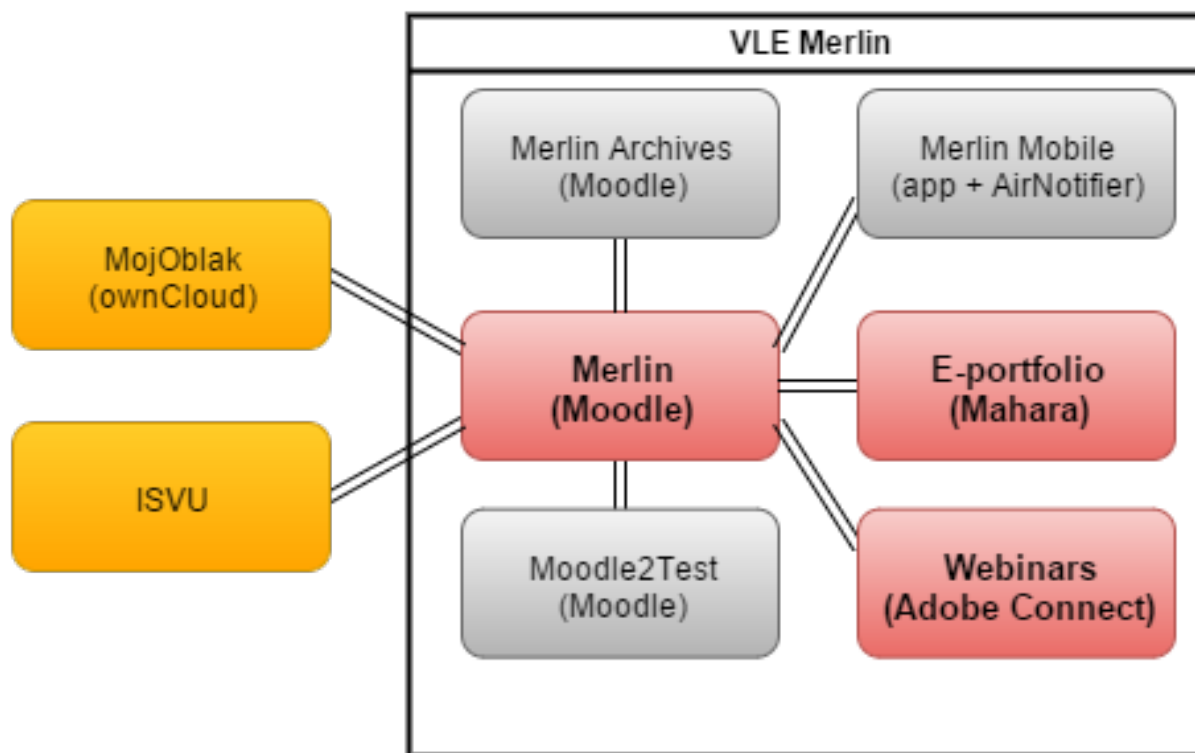 VLE Merlin
Merlin Archives
(Moodle)
Merlin Mobile
(app + AirNotifier)
MojOblak
(ownCloud)
Merlin
(Moodle)
E-portfolio
(Mahara)
ISVU
Moodle2Test
(Moodle)
Webinars
(Adobe Connect)